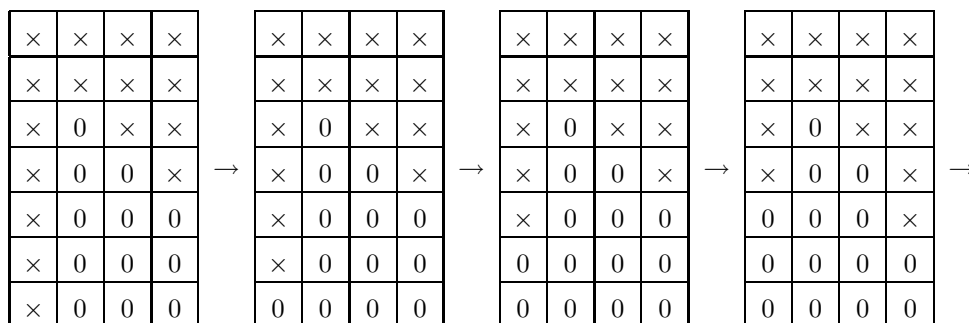 × × × × × × × × × × × × × × × ×
× × × × × × × × × × × × × × × ×
× 0 × × × 0 × × × 0 × × × 0 × ×
× 0 0 × → × 0 0 × → × 0 0 × → × 0 0 × →
× 0 0 0 × 0 0 0 × 0 0 0 0 0 0 ×
× 0 0 0 × 0 0 0 0 0 0 0 0 0 0 0
× 0 0 0 0 0 0 0 0 0 0 0 0 0 0 0